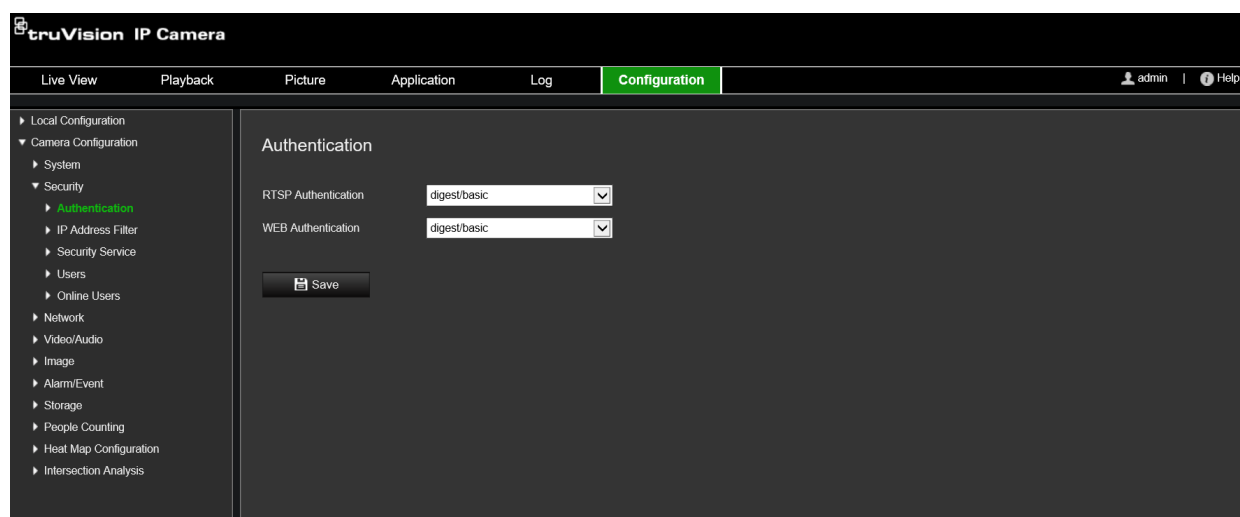 truVision IP Camera
Live View Playback Picture Application Log Configuration admin | Help
Local Configuration
Camera Configuration
System
Security
Authentication
IP Address Filter
Security Service
Users
Online Users
Network
Video/Audio
Image
Alarm/Event
Storage
People Counting
Heat Map Configuration
Intersection Analysis
Authentication
RTSP Authentication digest/basic
WEB Authentication digest/basic
Save